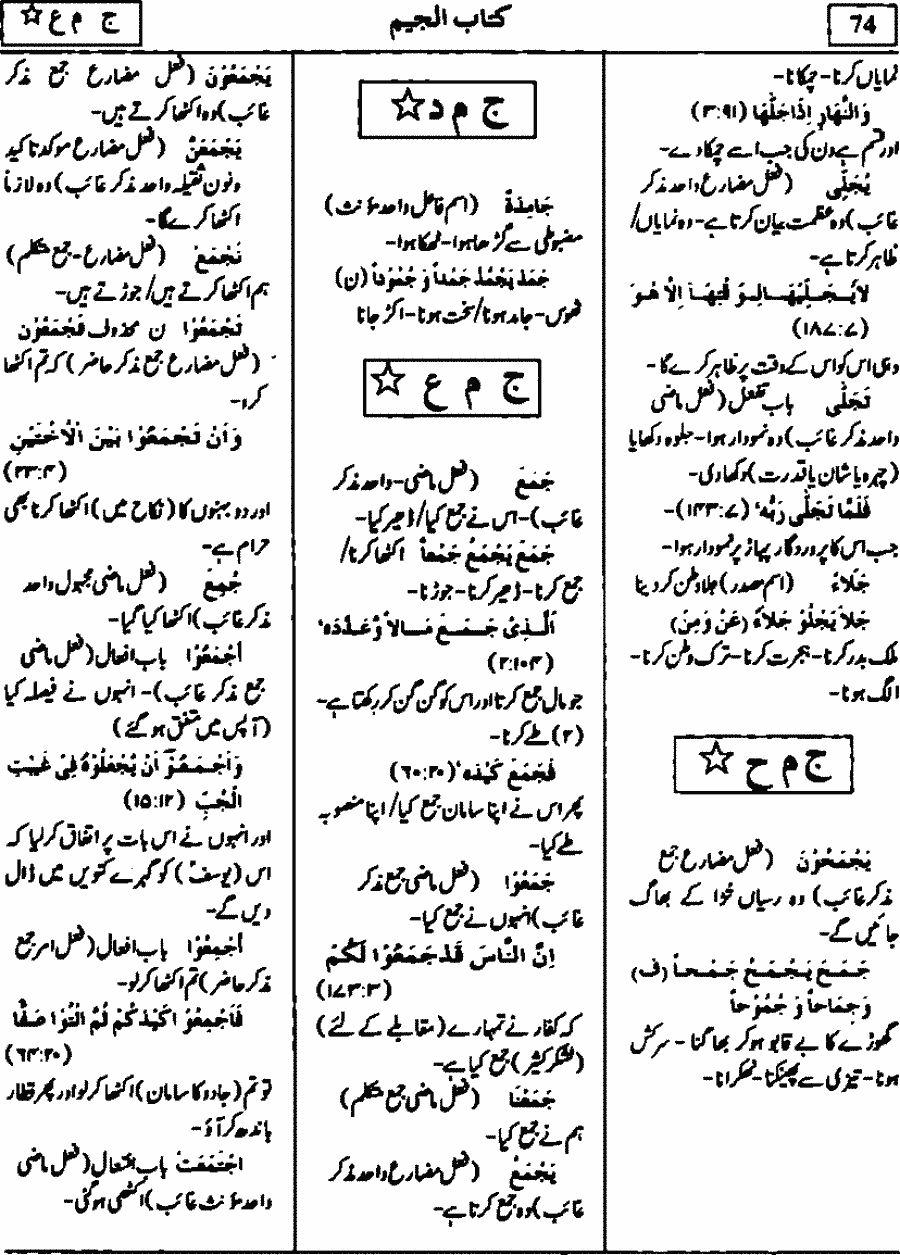 74
کتاب الجیم
ج م ع ☆
نمایاں کرنا-چمکانا-
وَالنَّهَارِ اِذَا جَلّٰهَا (۳:۹۱)
اور قسم ہے دن کی جب اسے چمکا دے-
یُجَلِّی (فعل مضارع واحد مذکر
غائب) وہ عظمت بیان کرتا ہے-وہ نمایاں/
ظاہر کرتا ہے-
لَا یُجَلِّیْهَا لِوَقْتِهَا اِلَّا هُوَ
(۱۸۷:۷)
وہی اس کو اس کے وقت پر ظاہر کرے گا-
تَجَلّٰی باب تفعل (فعل ماضی
واحد مذکر غائب) وہ نمودار ہوا-جلوہ دکھایا
(چہرہ یا شان یا قدرت) دکھا دی-
فَلَمَّا تَجَلّٰی رَبُّهٗ (۱۴۳:۷)-
جب اس کا پروردگار پہاڑ پر نمودار ہوا-
جَلَاءٌ (اسم مصدر) جلا وطن کر دینا
جَلَا یَجْلُوْ جَلَاءً (عَنْ وَ مِنْ)
ملک بدر کرنا-ہجرت کرنا-ترک وطن کرنا-
الگ ہونا-
ج م ح ☆
یَجْمَحُوْنَ (فعل مضارع جمع
مذکر غائب) وہ رسیاں تڑا کے بھاگ
جائیں گے-
جَمَحَ یَجْمَحُ جَمْحاً (ف)
وَجِمَاحاً وَ جُمُوْحاً
گھوڑے کا بے قابو ہو کر بھاگنا - سرکش
ہونا-تیزی سے پھینکنا-ٹھکرانا-
ج م د ☆
جَامِدَةً (اسم فاعل واحد مؤنث)
مضبوطی سے گڑھا ہوا-ٹھکا ہوا-
جَمَدَ یَجْمُدُ جَمْداً وَ جُمُوْداً (ن)
ٹھوس-جامد ہونا/سخت ہونا-اکڑ جانا
ج م ع ☆
جَمَعَ (فعل ماضی-واحد مذکر
غائب)-اس نے جمع کیا/ڈھیر کیا-
جَمَعَ یَجْمَعُ جَمْعاً اکٹھا کرنا/
جمع کرنا-ڈھیر کرنا-جوڑنا-
اَلَّذِیْ جَمَعَ مَالاً وَّعَدَّدَهٗ
(۲:۱۰۴)
جو مال جمع کرتا اور اس کو گن گن کر رکھتا ہے-
(۲) طے کرنا-
فَجَمَعَ کَیْدَهٗ (۶۰:۲۰)
پھر اس نے اپنا سامان جمع کیا/اپنا منصوبہ
طے کیا-
جَمَعُوْا (فعل ماضی جمع مذکر
غائب) انہوں نے جمع کیا-
اِنَّ النَّاسَ قَدْ جَمَعُوْا لَکُمْ
(۱۷۳:۳)
کہ کفار نے تمہارے (مقابلے کے لئے)
(لشکر کثیر) جمع کیا ہے-
جَمَعْنَا (فعل ماضی جمع متکلم)
ہم نے جمع کیا-
یَجْمَعُ (فعل مضارع واحد مذکر
غائب) وہ جمع کرتا ہے-
یَجْمَعُوْنَ (فعل مضارع جمع مذکر
غائب) وہ اکٹھا کرتے ہیں-
یَجْمَعَنَّ (فعل مضارع موکد تاکید
ونون ثقیلہ واحد مذکر غائب) وہ لازماً
اکٹھا کرے گا-
نَجْمَعَ (فعل مضارع-جمع متکلم)
ہم اکٹھا کرتے ہیں/جوڑتے ہیں-
تَجْمَعُوْا ن محذوف تَجْمَعُوْنَ
(فعل مضارع جمع مذکر حاضر) کہ تم اکٹھا
کرو-
وَ اَنْ تَجْمَعُوْا بَیْنَ الْاُخْتَیْنِ
(۲۳:۴)
اور دو بہنوں کا (نکاح میں) اکٹھا کرنا بھی
حرام ہے-
جُمِعَ (فعل ماضی مجہول واحد
مذکر غائب) اکٹھا کیا گیا-
اَجْمَعُوْا باب افعال (فعل ماضی
جمع مذکر غائب)-انہوں نے فیصلہ کیا
(آپس میں متفق ہو گئے)
وَاَجْمَعُوْٓ اَنْ یَّجْعَلُوْهُ فِیْ غَیٰبَتِ
الْجُبِّ (۱۵:۱۲)
اور انہوں نے اس بات پر اتفاق کر لیا کہ
اس (یوسفؑ) کو گہرے کنویں میں ڈال
دیں گے-
اَجْمِعُوْا باب افعال (فعل امر جمع
مذکر حاضر) تم اکٹھا کر لو-
فَاَجْمِعُوْا کَیْدَکُمْ ثُمَّ ائْتُوْا صَفًّا
(۶۴:۲۰)
تو تم (جادو کا سامان) اکٹھا کر لو اور پھر قطار
باندھ کر آؤ-
اجْتَمَعَتْ باب افتعال (فعل ماضی
واحد مؤنث غائب) اکٹھی ہو گئی-